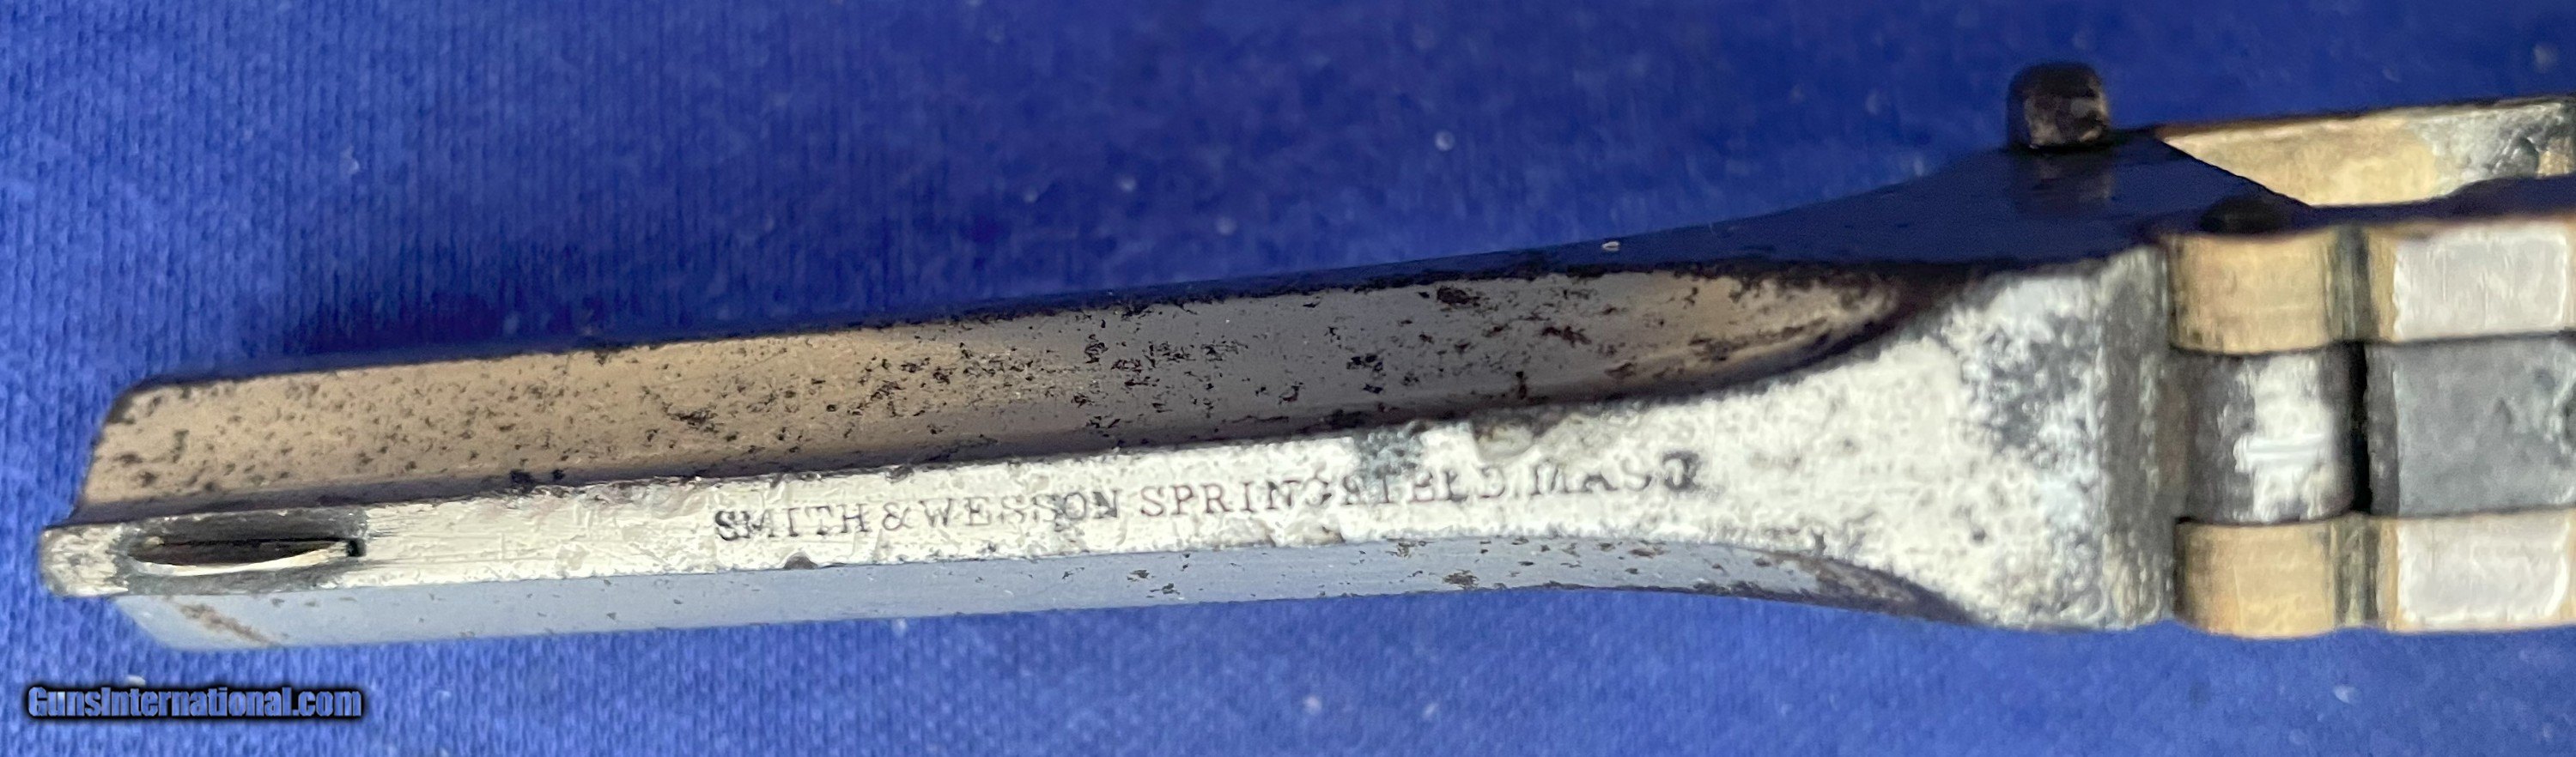 SMITH & WESSON SPRINGFIELD. MASS
GunsInternational.com